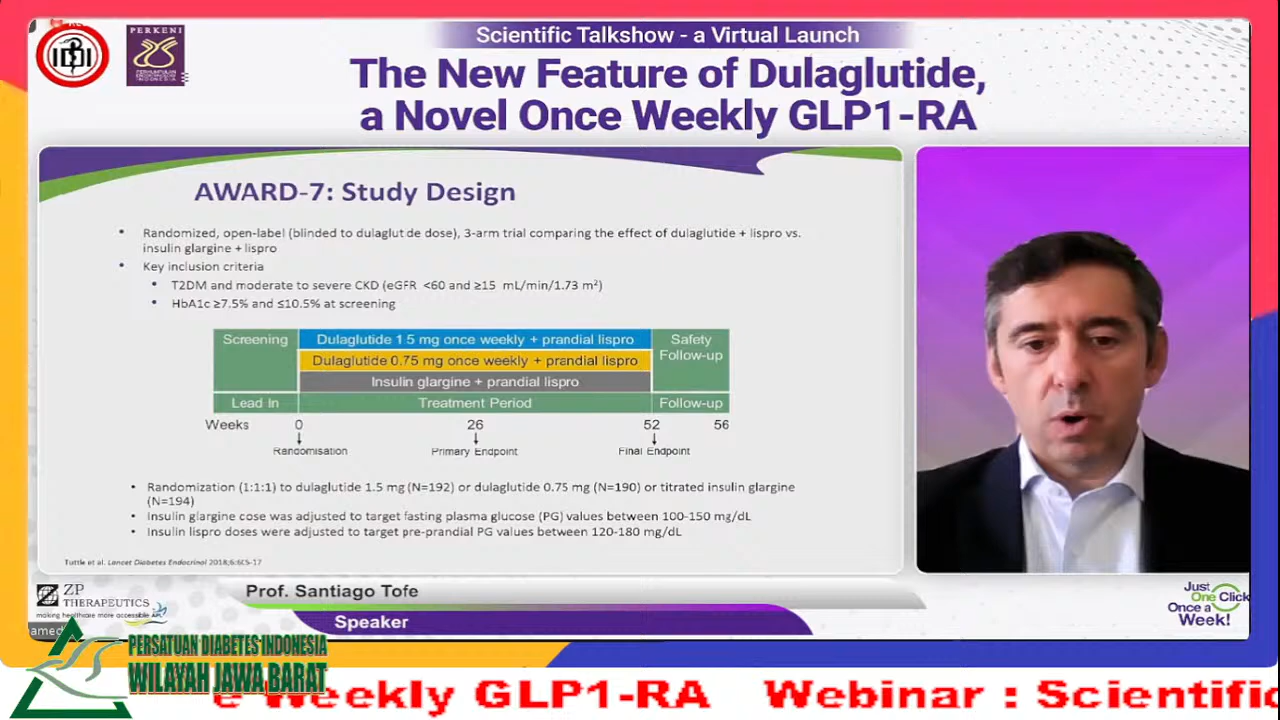 Scientific Talkshow - a Virtual Launch
The New Feature of Dulaglutide,
a Novel Once Weekly GLP1-RA
IDI
PERKENI
AWARD-7: Study Design
• Randomized, open-label (blinded to dulaglut de dose), 3-arm trial comparing the effect of dulaglutide + lispro vs.
insulin glargine + lispro
• Key inclusion criteria
• T2DM and moderate to severe CKD (eGFR <60 and ≥15 mL/min/1.73 m²)
• HbA1c ≥7.5% and ≤10.5% at screening
Screening
Dulaglutide 1 5 mg once weekly + prandial lispro
Dulaglutide 0.75 mg once weekly + prandial lispro
Insulin glargine + prandial lispro
Safety
Follow-up
Lead In
Treatment Period
Follow-up
Weeks 0 26 52 56
Randomisation
Primary Endpoint
Final Endpoint
• Randomization (1:1:1) to dulaglutide 1.5 mg (N=192) or dulaglutide 0.75 mg (N=190) or titrated insulin glargine
(N=194)
• Insulin glargine cose was adjusted to target fasting plasma glucose (PG) values between 100-150 mg/dL
• Insulin lispro doses were adjusted to target pre-prandial PG values between 120-180 mg/dL
Tuttle et al. Lancet Diabetes Endocrinol 2018;6:605-17
ZP
THERAPEUTICS
making healthcare more accessible
Prof. Santiago Tofe
Speaker
Just
One Click
Once a
Week!
PERSATUAN DIABETES INDONESIA
WILAYAH JAWA BARAT
e Weekly GLP1-RA Webinar : Scientific